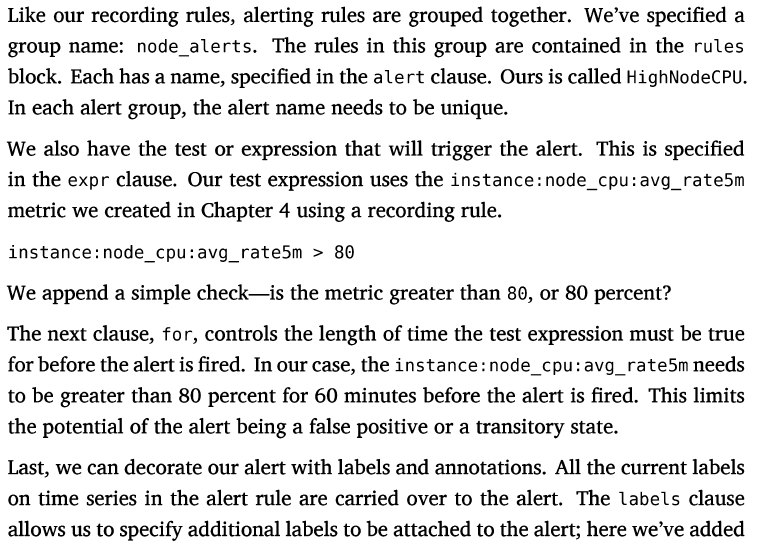 Like our recording rules, alerting rules are grouped together. We’ve specified a
group name: node_alerts. The rules in this group are contained in the rules
block. Each has a name, specified in the alert clause. Ours is called HighNodeCPU.
In each alert group, the alert name needs to be unique.
We also have the test or expression that will trigger the alert. This is specified
in the expr clause. Our test expression uses the instance:node_cpu:avg_rate5m
metric we created in Chapter 4 using a recording rule.
instance:node_cpu:avg_rate5m > 80
We append a simple check—is the metric greater than 80, or 80 percent?
The next clause, for, controls the length of time the test expression must be true
for before the alert is fired. In our case, the instance:node_cpu:avg_rate5m needs
to be greater than 80 percent for 60 minutes before the alert is fired. This limits
the potential of the alert being a false positive or a transitory state.
Last, we can decorate our alert with labels and annotations. All the current labels
on time series in the alert rule are carried over to the alert. The labels clause
allows us to specify additional labels to be attached to the alert; here we’ve added